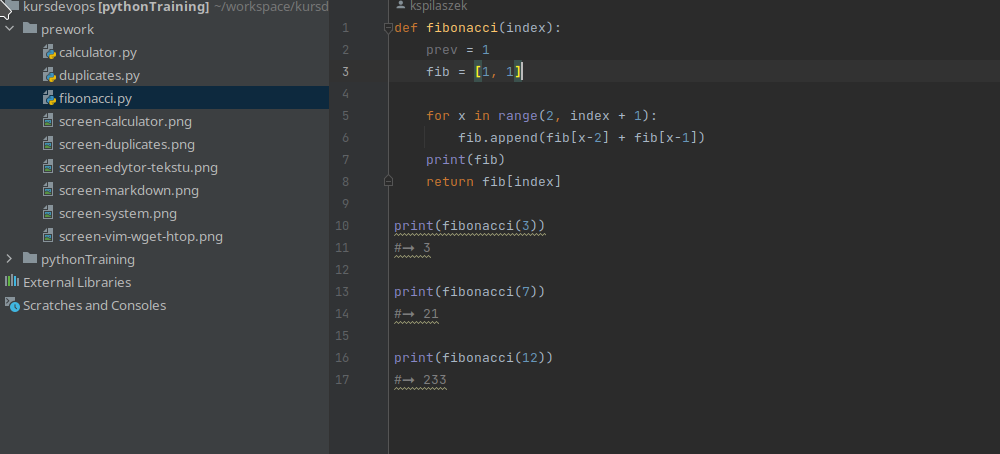 kursdevops [pythonTraining] ~/workspace/kursd
prework
calculator.py
duplicates.py
fibonacci.py
screen-calculator.png
screen-duplicates.png
screen-edytor-tekstu.png
screen-markdown.png
screen-system.png
screen-vim-wget-htop.png
pythonTraining
External Libraries
Scratches and Consoles
kspilaszek
1 def fibonacci(index):
2     prev = 1
3     fib = [1, 1]
4
5     for x in range(2, index + 1):
6         fib.append(fib[x-2] + fib[x-1])
7     print(fib)
8     return fib[index]
9
10 print(fibonacci(3))
11 #→ 3
12
13 print(fibonacci(7))
14 #→ 21
15
16 print(fibonacci(12))
17 #→ 233